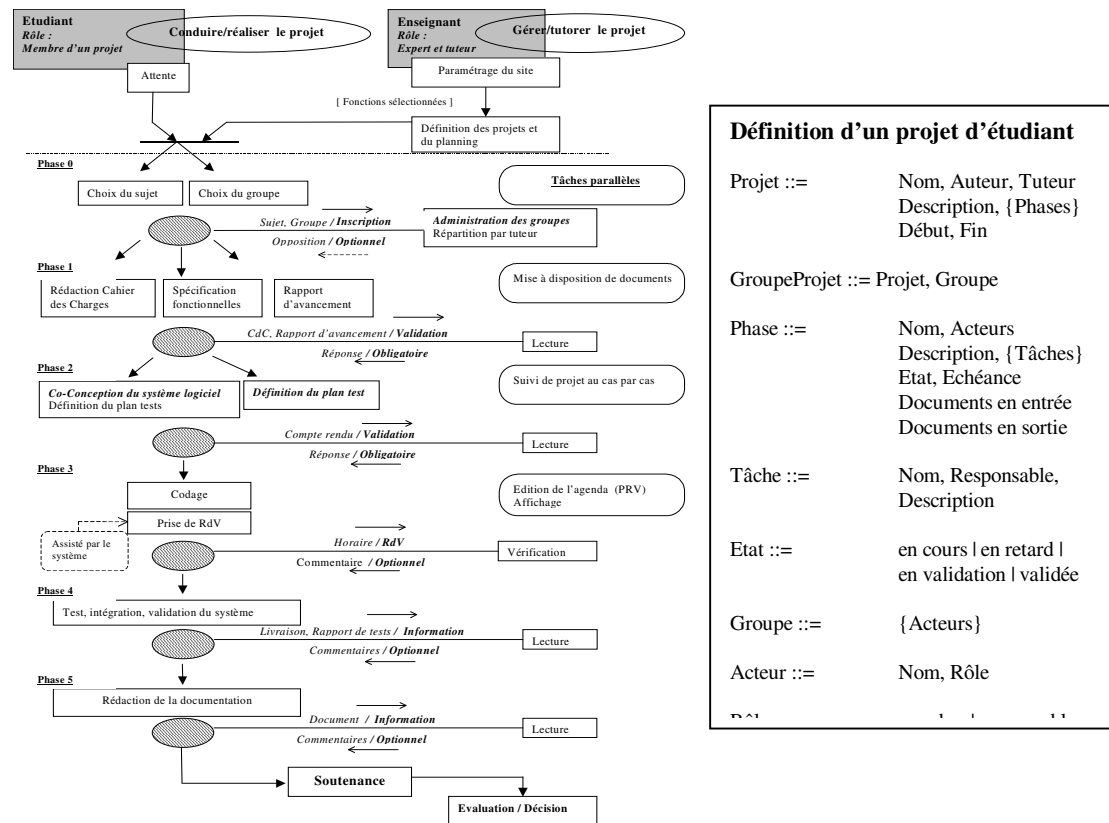 Etudiant
Rôle :
Membre d'un projet
Conduire/réaliser le projet
Enseignant
Rôle :
Expert et tuteur
Gérer/tutorer le projet
Attente
Paramétrage du site
[ Fonctions sélectionnées ]
Définition des projets et
du planning
Phase 0
Choix du sujet
Choix du groupe
Tâches parallèles
Sujet, Groupe / Inscription
Opposition / Optionnel
Administration des groupes
Répartition par tuteur
Phase 1
Rédaction Cahier
des Charges
Spécification
fonctionnelles
Rapport
d'avancement
Mise à disposition de documents
CdC, Rapport d'avancement / Validation
Réponse / Obligatoire
Lecture
Phase 2
Co-Conception du système logiciel
Définition du plan tests
Définition du plan test
Suivi de projet au cas par cas
Compte rendu / Validation
Réponse / Obligatoire
Lecture
Phase 3
Codage
Prise de RdV
Edition de l'agenda (PRV)
Affichage
Assisté par le
système
Horaire / RdV
Commentaire / Optionnel
Vérification
Phase 4
Test, intégration, validation du système
Livraison, Rapport de tests / Information
Commentaires / Optionnel
Lecture
Phase 5
Rédaction de la documentation
Document / Information
Commentaires / Optionnel
Lecture
Soutenance
Evaluation / Décision
Définition d'un projet d'étudiant
Projet ::= Nom, Auteur, Tuteur
Description, {Phases}
Début, Fin
GroupeProjet ::= Projet, Groupe
Phase ::= Nom, Acteurs
Description, {Tâches}
Etat, Echéance
Documents en entrée
Documents en sortie
Tâche ::= Nom, Responsable,
Description
Etat ::= en cours | en retard |
en validation | validée
Groupe ::= {Acteurs}
Acteur ::= Nom, Rôle